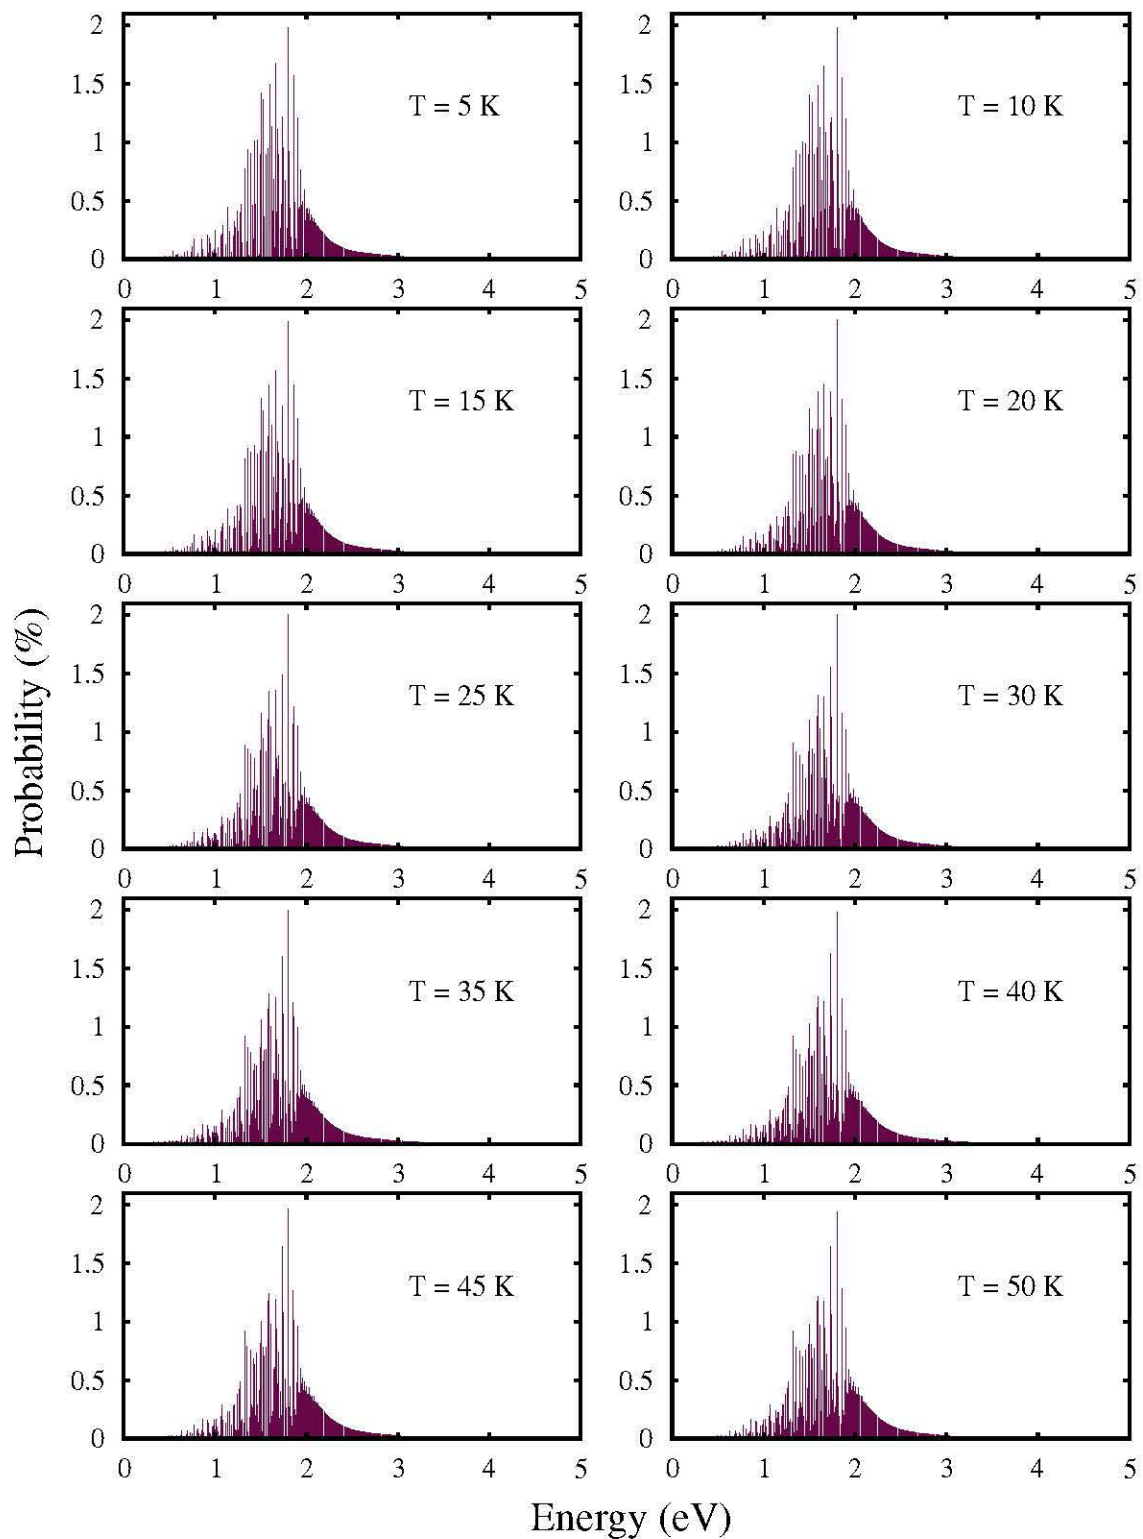 2
1.5
1
0.5
0
0 1 2 3 4 5
T = 5 K
2
1.5
1
0.5
0
0 1 2 3 4 5
T = 10 K
2
1.5
1
0.5
0
0 1 2 3 4 5
T = 15 K
2
1.5
1
0.5
0
0 1 2 3 4 5
T = 20 K
2
1.5
1
0.5
0
0 1 2 3 4 5
T = 25 K
2
1.5
1
0.5
0
0 1 2 3 4 5
T = 30 K
2
1.5
1
0.5
0
0 1 2 3 4 5
T = 35 K
2
1.5
1
0.5
0
0 1 2 3 4 5
T = 40 K
2
1.5
1
0.5
0
0 1 2 3 4 5
T = 45 K
2
1.5
1
0.5
0
0 1 2 3 4 5
T = 50 K
Probability (%)
Energy (eV)